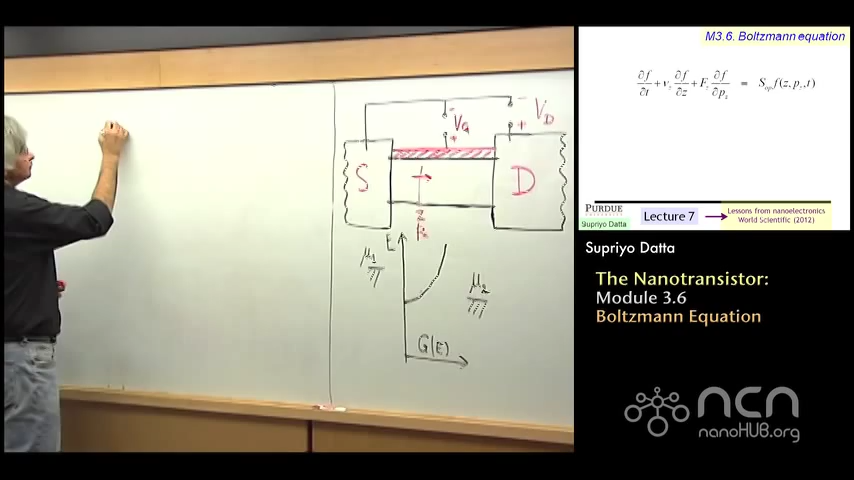 M3.6. Boltzmann equation
∂f/∂t + v_z ∂f/∂z + F_z ∂f/∂p_z = S_op f(z, p_z, t)
PURDUE
Supriyo Datta
Lecture 7
Lessons from nanoelectronics
World Scientific (2012)
Supriyo Datta
The Nanotransistor:
Module 3.6
Boltzmann Equation
ncn
nanoHUB.org
- V_G +
- V_D +
S
D
z
E
μ1
μ2
G(E)